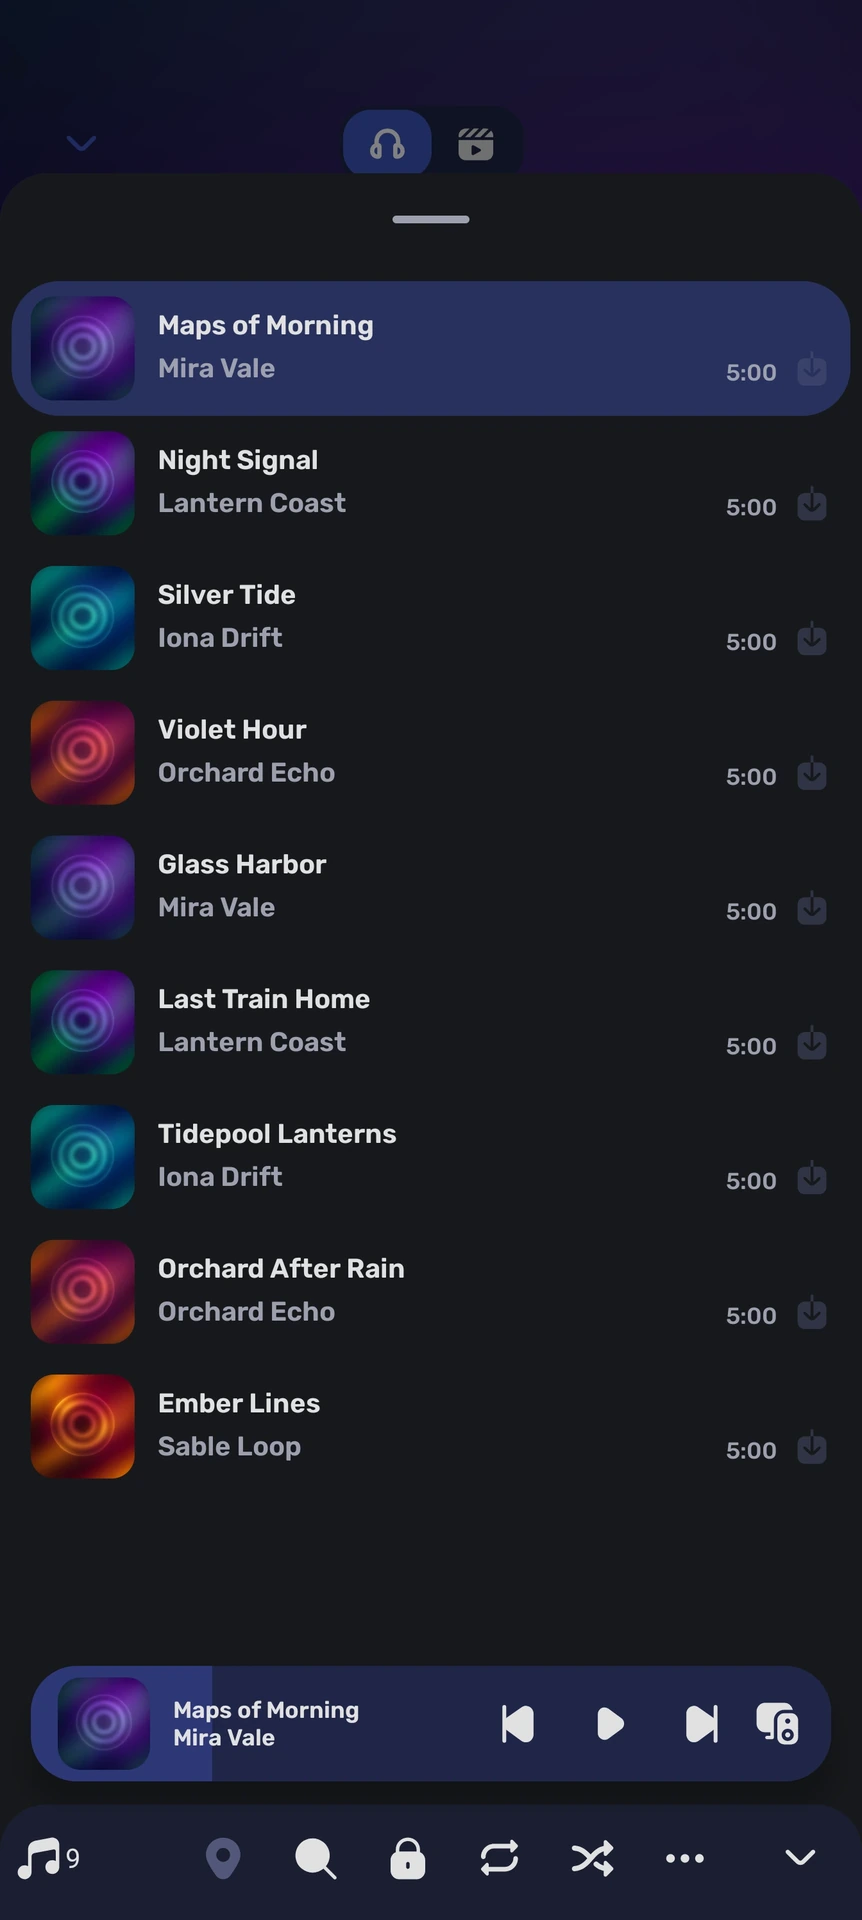 Maps of Morning
Mira Vale
5:00
Night Signal
Lantern Coast
5:00
Silver Tide
Iona Drift
5:00
Violet Hour
Orchard Echo
5:00
Glass Harbor
Mira Vale
5:00
Last Train Home
Lantern Coast
5:00
Tidepool Lanterns
Iona Drift
5:00
Orchard After Rain
Orchard Echo
5:00
Ember Lines
Sable Loop
5:00
Maps of Morning
Mira Vale
9